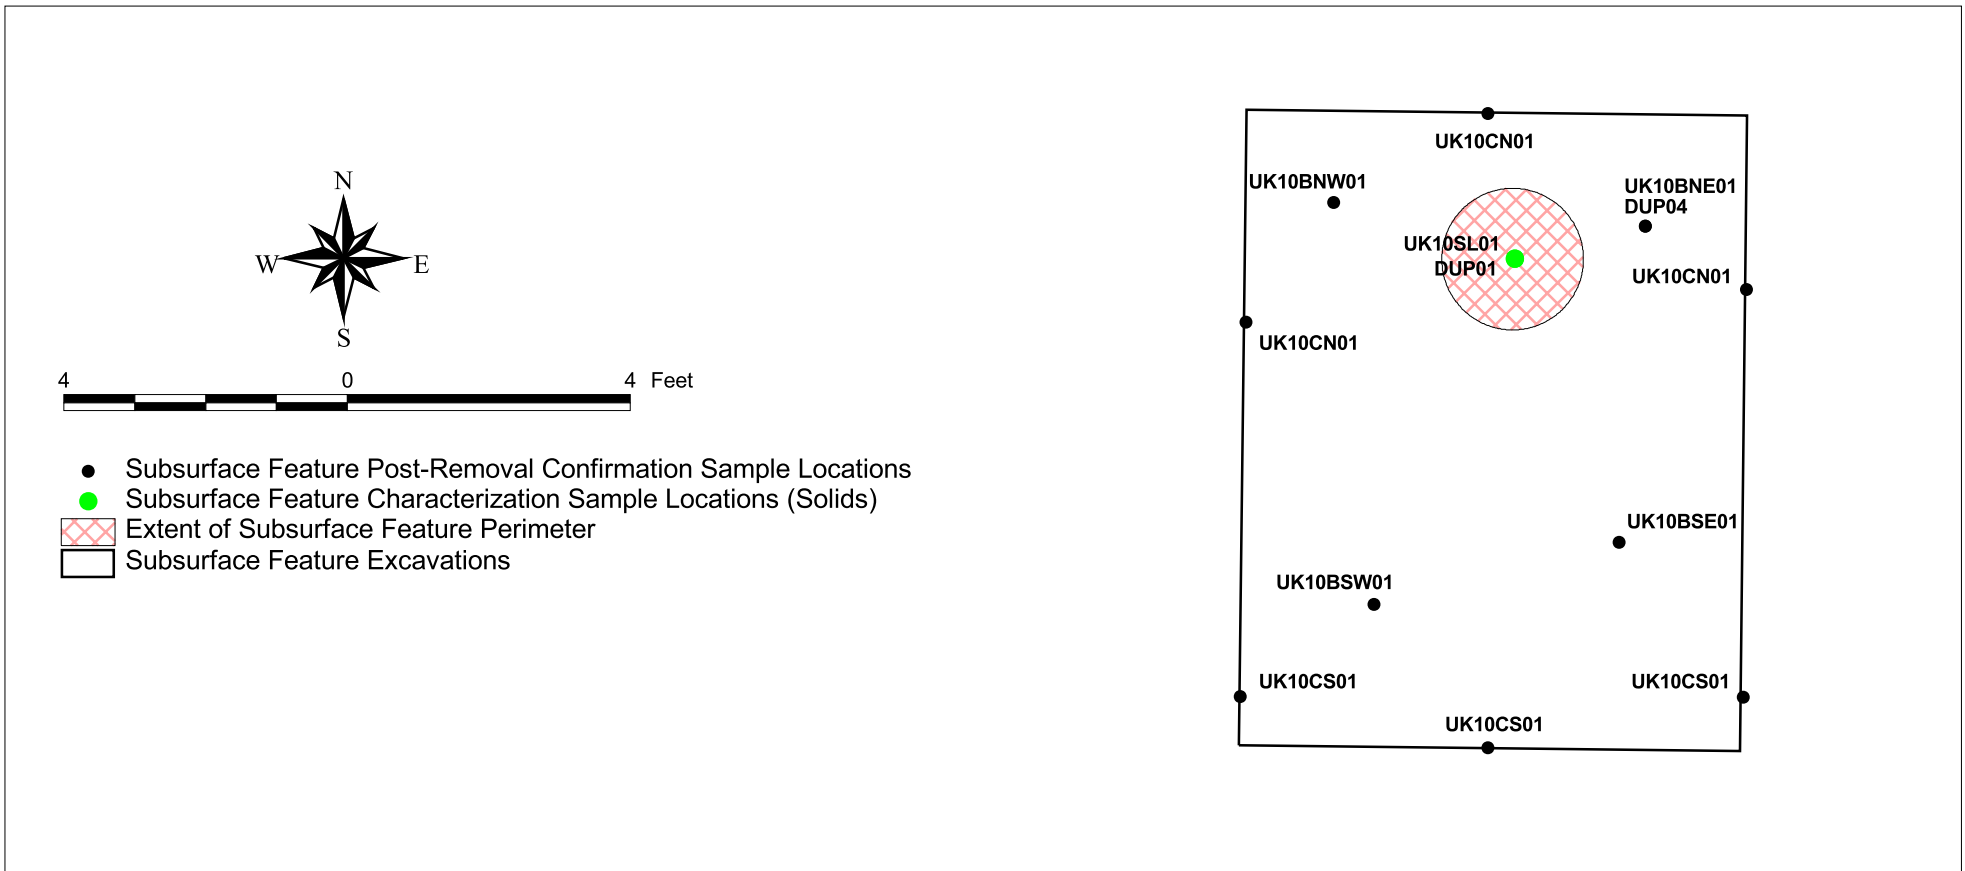 N
W E
S
4 0 4 Feet
Subsurface Feature Post-Removal Confirmation Sample Locations
Subsurface Feature Characterization Sample Locations (Solids)
Extent of Subsurface Feature Perimeter
Subsurface Feature Excavations
UK10CN01
UK10BNW01
UK10BNE01
DUP04
UK10SL01
DUP01
UK10CN01
UK10CN01
UK10BSE01
UK10BSW01
UK10CS01
UK10CS01
UK10CS01